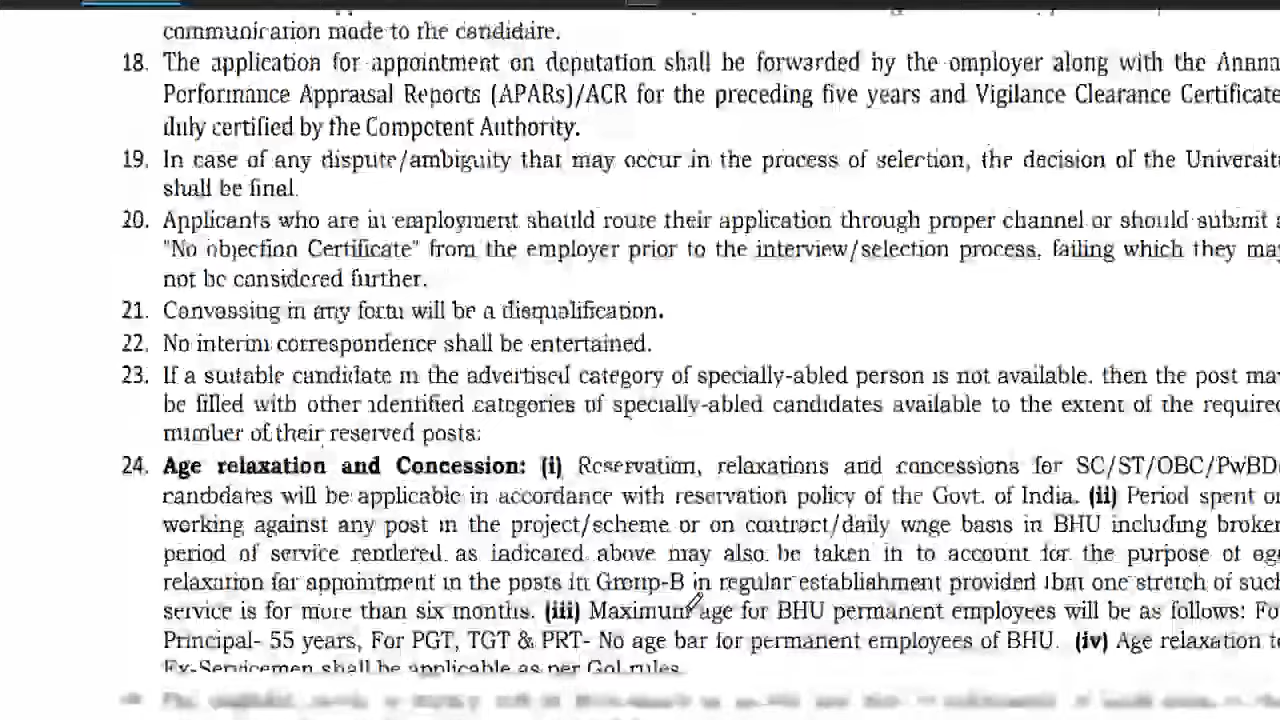 communication made to the candidate.
18. The application for appointment on deputation shall be forwarded by the employer along with the Annua
Performance Appraisal Reports (APARs)/ACR for the preceding five years and Vigilance Clearance Certificate
duly certified by the Competent Authority.
19. In case of any dispute/ambiguity that may occur in the process of selection, the decision of the Universit
shall be final.
20. Applicants who are in employment should route their application through proper channel or should submit a
"No objection Certificate" from the employer prior to the interview/selection process, failing which they may
not be considered further.
21. Canvassing in any form will be a disqualification.
22. No interim correspondence shall be entertained.
23. If a suitable candidate in the advertised category of specially-abled person is not available, then the post may
be filled with other identified categories of specially-abled candidates available to the extent of the required
number of their reserved posts:
24. Age relaxation and Concession: (i) Reservation, relaxations and concessions for SC/ST/OBC/PwBDs
candidates will be applicable in accordance with reservation policy of the Govt. of India. (ii) Period spent on
working against any post in the project/scheme or on contract/daily wage basis in BHU including broken
period of service rendered as indicated above may also be taken in to account for the purpose of age
relaxation for appointment in the posts in Group-B in regular establishment provided that one stretch of such
service is for more than six months. (iii) Maximum age for BHU permanent employees will be as follows: Fo
Principal- 55 years, For PGT, TGT & PRT- No age bar for permanent employees of BHU. (iv) Age relaxation to
Ex-Servicemen shall be applicable as per GoI rules.